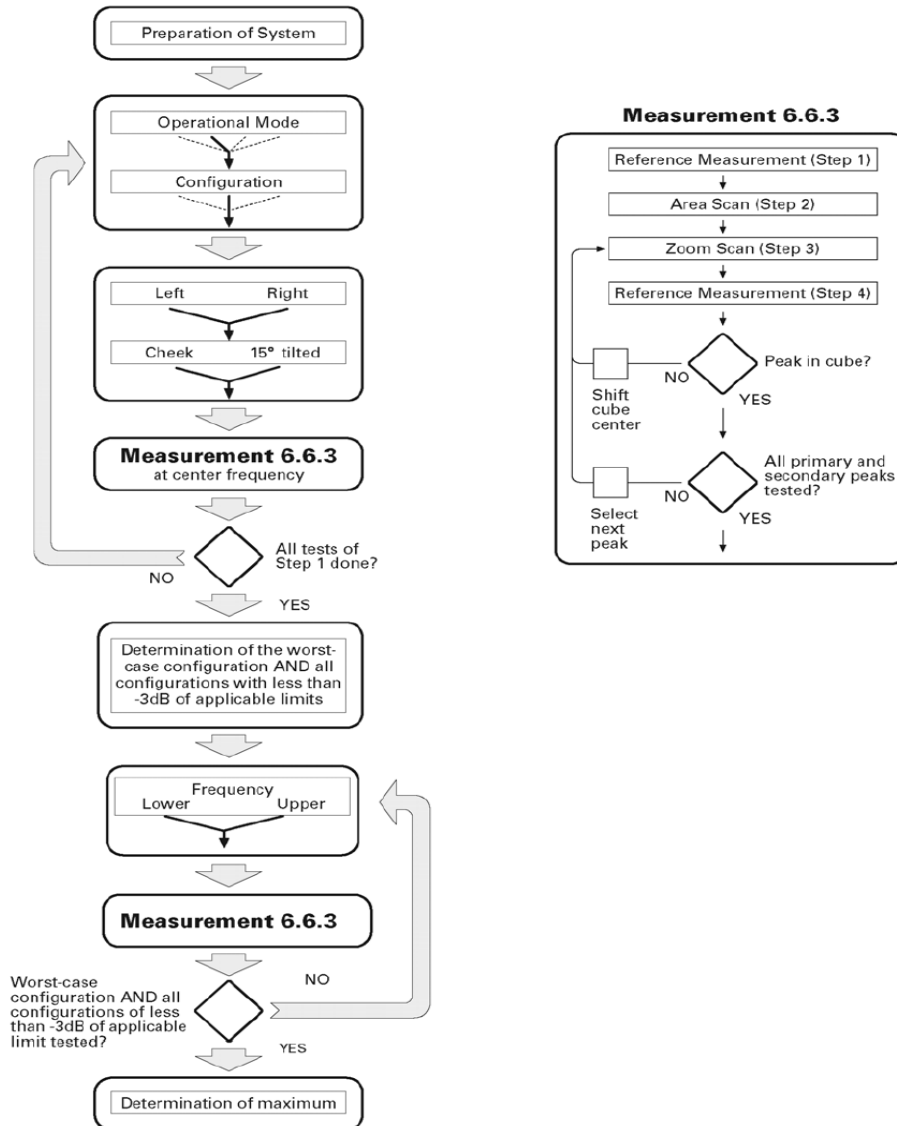 Preparation of System
Operational Mode
Configuration
Left Right
Cheek 15° tilted
Measurement 6.6.3
at center frequency
All tests of
Step 1 done?
NO
YES
Determination of the worst-
case configuration AND all
configurations with less than
-3dB of applicable limits
Frequency
Lower Upper
Measurement 6.6.3
Worst-case
configuration AND all
configurations of less
than -3dB of applicable
limit tested?
NO
YES
Determination of maximum
Measurement 6.6.3
Reference Measurement (Step 1)
Area Scan (Step 2)
Zoom Scan (Step 3)
Reference Measurement (Step 4)
Peak in cube?
NO
YES
Shift
cube
center
All primary and
secondary peaks
tested?
NO
YES
Select
next
peak